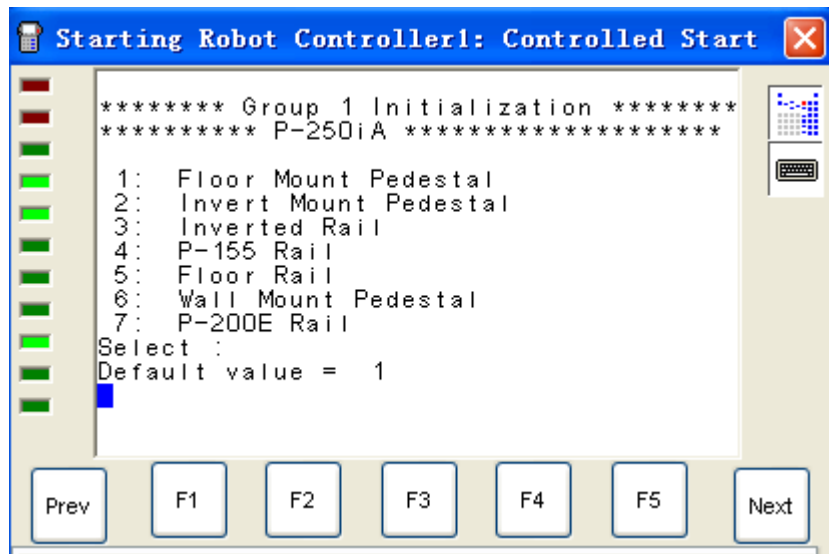 Starting Robot Controller1: Controlled Start
******** Group 1 Initialization ********
********** P-250iA ********************
1: Floor Mount Pedestal
2: Invert Mount Pedestal
3: Inverted Rail
4: P-155 Rail
5: Floor Rail
6: Wall Mount Pedestal
7: P-200E Rail
Select :
Default value = 1
Prev F1 F2 F3 F4 F5 Next